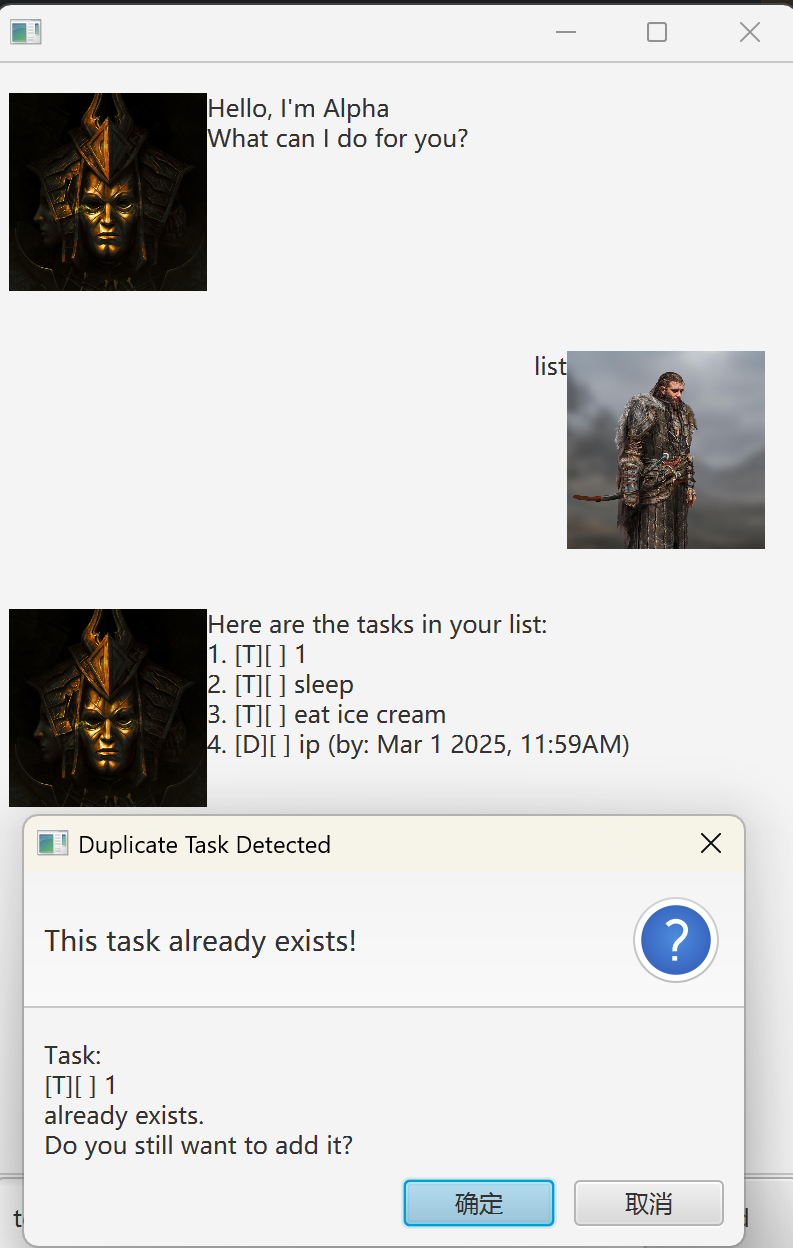 Hello, I'm Alpha
What can I do for you?
list
Here are the tasks in your list:
1. [T][ ] 1
2. [T][ ] sleep
3. [T][ ] eat ice cream
4. [D][ ] ip (by: Mar 1 2025, 11:59AM)
Duplicate Task Detected
This task already exists!
Task:
[T][ ] 1
already exists.
Do you still want to add it?
确定
取消